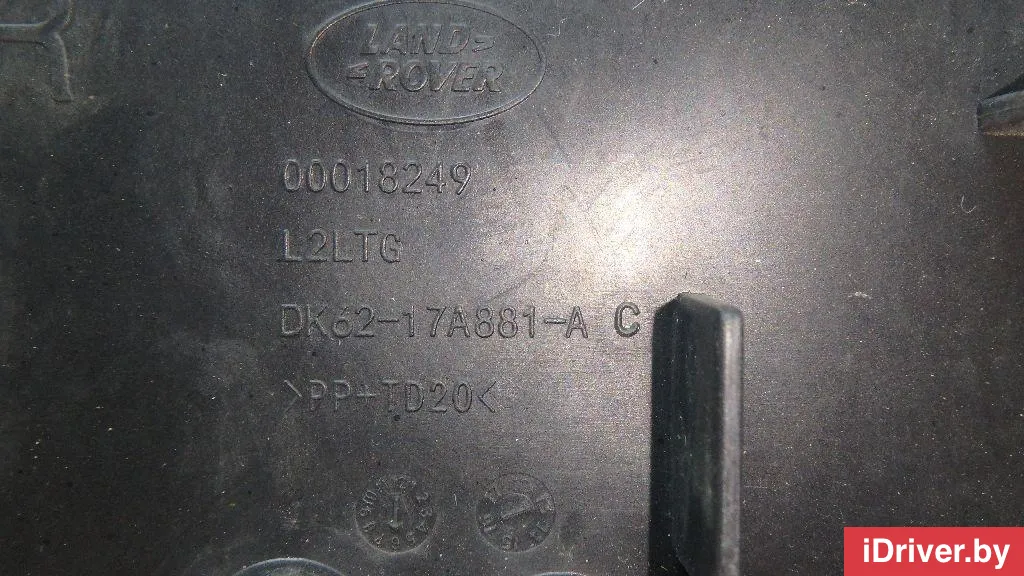 LAND
ROVER
00018249
L2LTG
DK62-17A881-A C
>PP-TD20<
iDriver.by